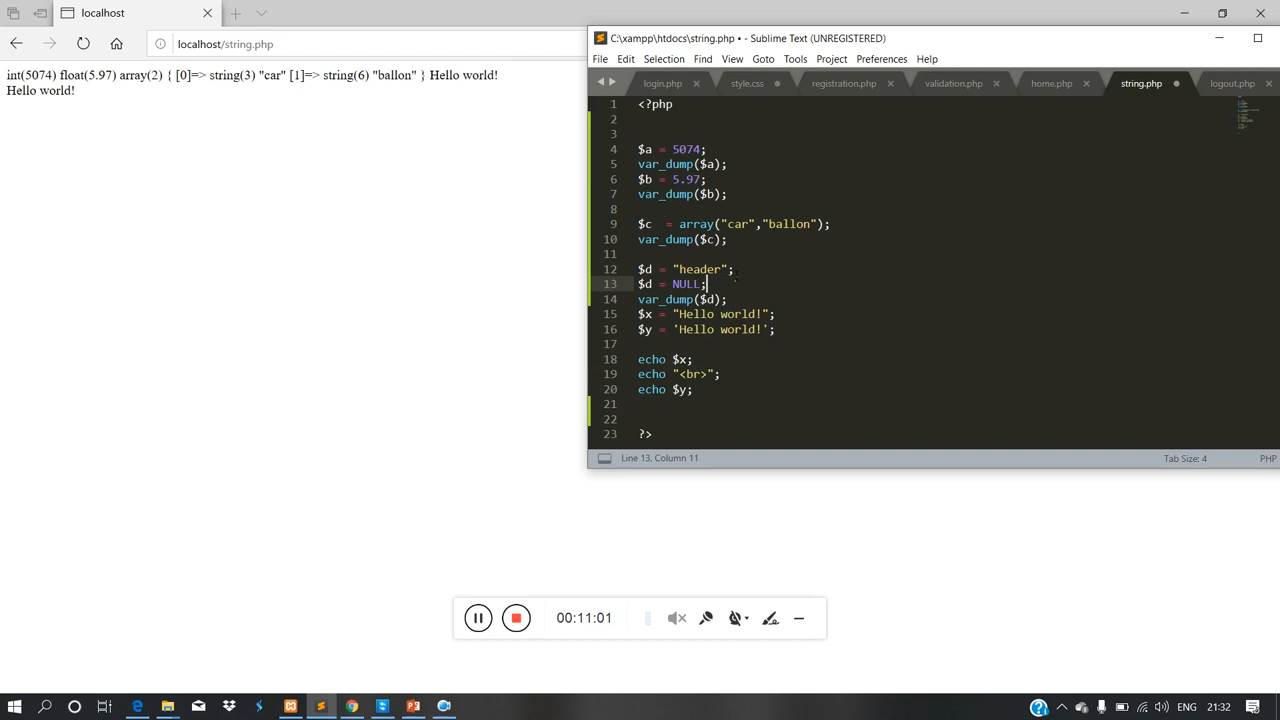 localhost
localhost/string.php
int(5074) float(5.97) array(2) { [0]=> string(3) "car" [1]=> string(6) "ballon" } Hello world!
Hello world!
C:\xampp\htdocs\string.php • - Sublime Text (UNREGISTERED)
File Edit Selection Find View Goto Tools Project Preferences Help
login.php style.css registration.php validation.php home.php string.php logout.php
1 <?php
2
3
4 $a = 5074;
5 var_dump($a);
6 $b = 5.97;
7 var_dump($b);
8
9 $c  = array("car","ballon");
10 var_dump($c);
11
12 $d = "header";
13 $d = NULL;
14 var_dump($d);
15 $x = "Hello world!";
16 $y = 'Hello world!';
17
18 echo $x;
19 echo "<br>";
20 echo $y;
21
22
23 ?>
Line 13, Column 11 Tab Size: 4 PHP
00:11:01
ENG 21:32